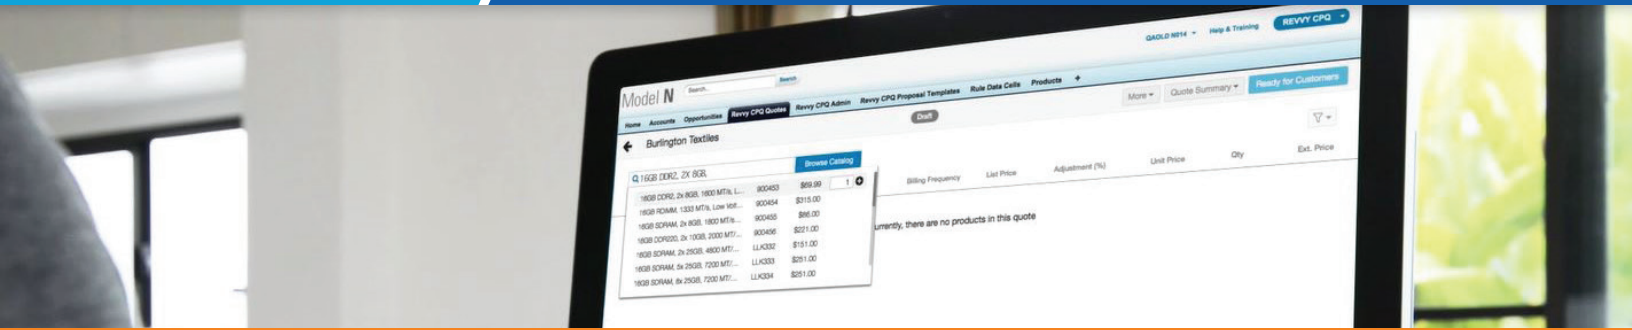 QAOLD N014 Help & Training REVVY CPQ
Model N Search... Search
Home Accounts Opportunities Revvy CPQ Quotes Revvy CPQ Admin Revvy CPQ Proposal Templates Rule Data Calls Products +
Burlington Textiles Draft More Quote Summary Ready for Customers
16GB DDR2, 2X 8GB, Browse Catalog
Billing Frequency List Price Adjustment (%) Unit Price Qty Ext. Price
16GB DDR2, 2x 8GB, 1600 MT/s, L... 900453 $69.99 1
16GB RDIMM, 1333 MT/s, Low Volt... 900454 $315.00
16GB SDRAM, 2x 8GB, 1800 MT/s... 900455 $66.00
16GB DDR220, 2x 10GB, 2000 MT/... 900456 $221.00
16GB SDRAM, 2x 25GB, 4800 MT/... LLK332 $151.00
16GB SDRAM, 5x 25GB, 7200 MT/... LLK333 $251.00
16GB SDRAM, 6x 25GB, 7200 MT/... LLK334 $251.00
urrently, there are no products in this quote